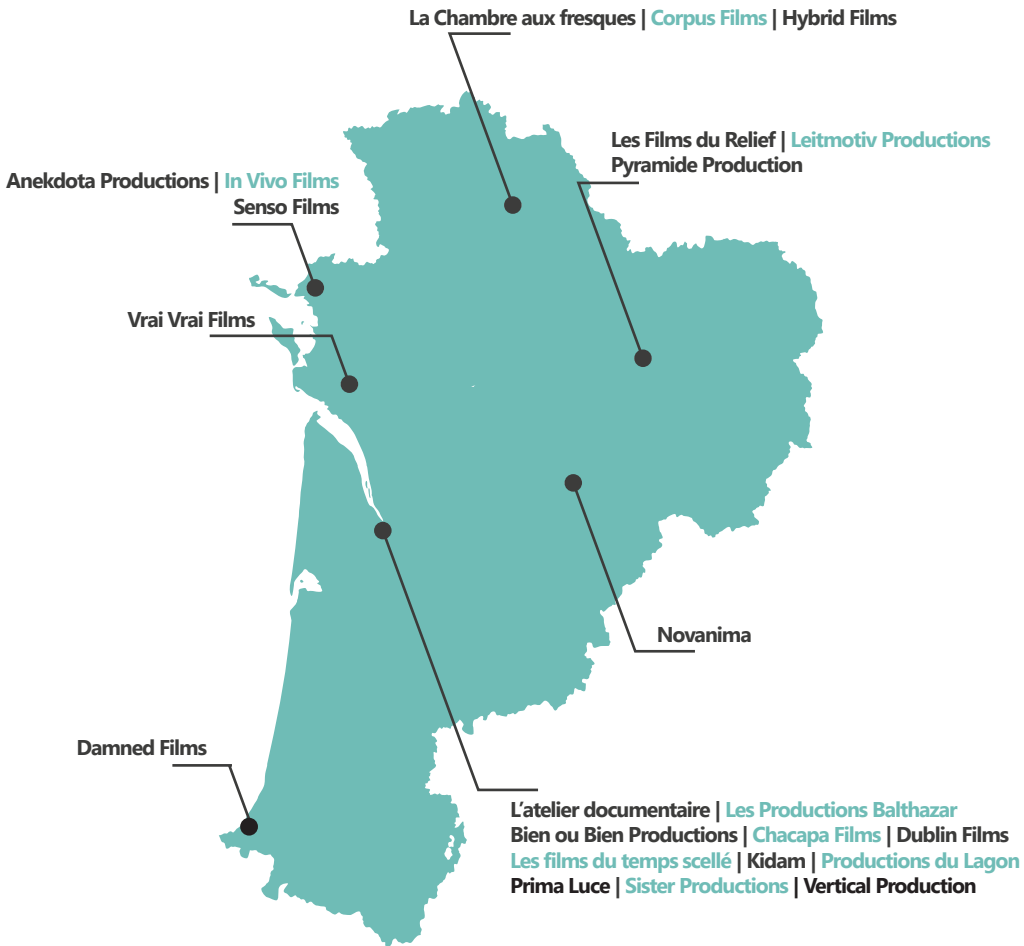 La Chambre aux fresques | Corpus Films | Hybrid Films
Les Films du Relief | Leitmotiv Productions
Pyramide Production
Anekdota Productions | In Vivo Films
Senso Films
Vrai Vrai Films
Novanima
Damned Films
L'atelier documentaire | Les Productions Balthazar
Bien ou Bien Productions | Chacapa Films | Dublin Films
Les films du temps scellé | Kidam | Productions du Lagon
Prima Luce | Sister Productions | Vertical Production